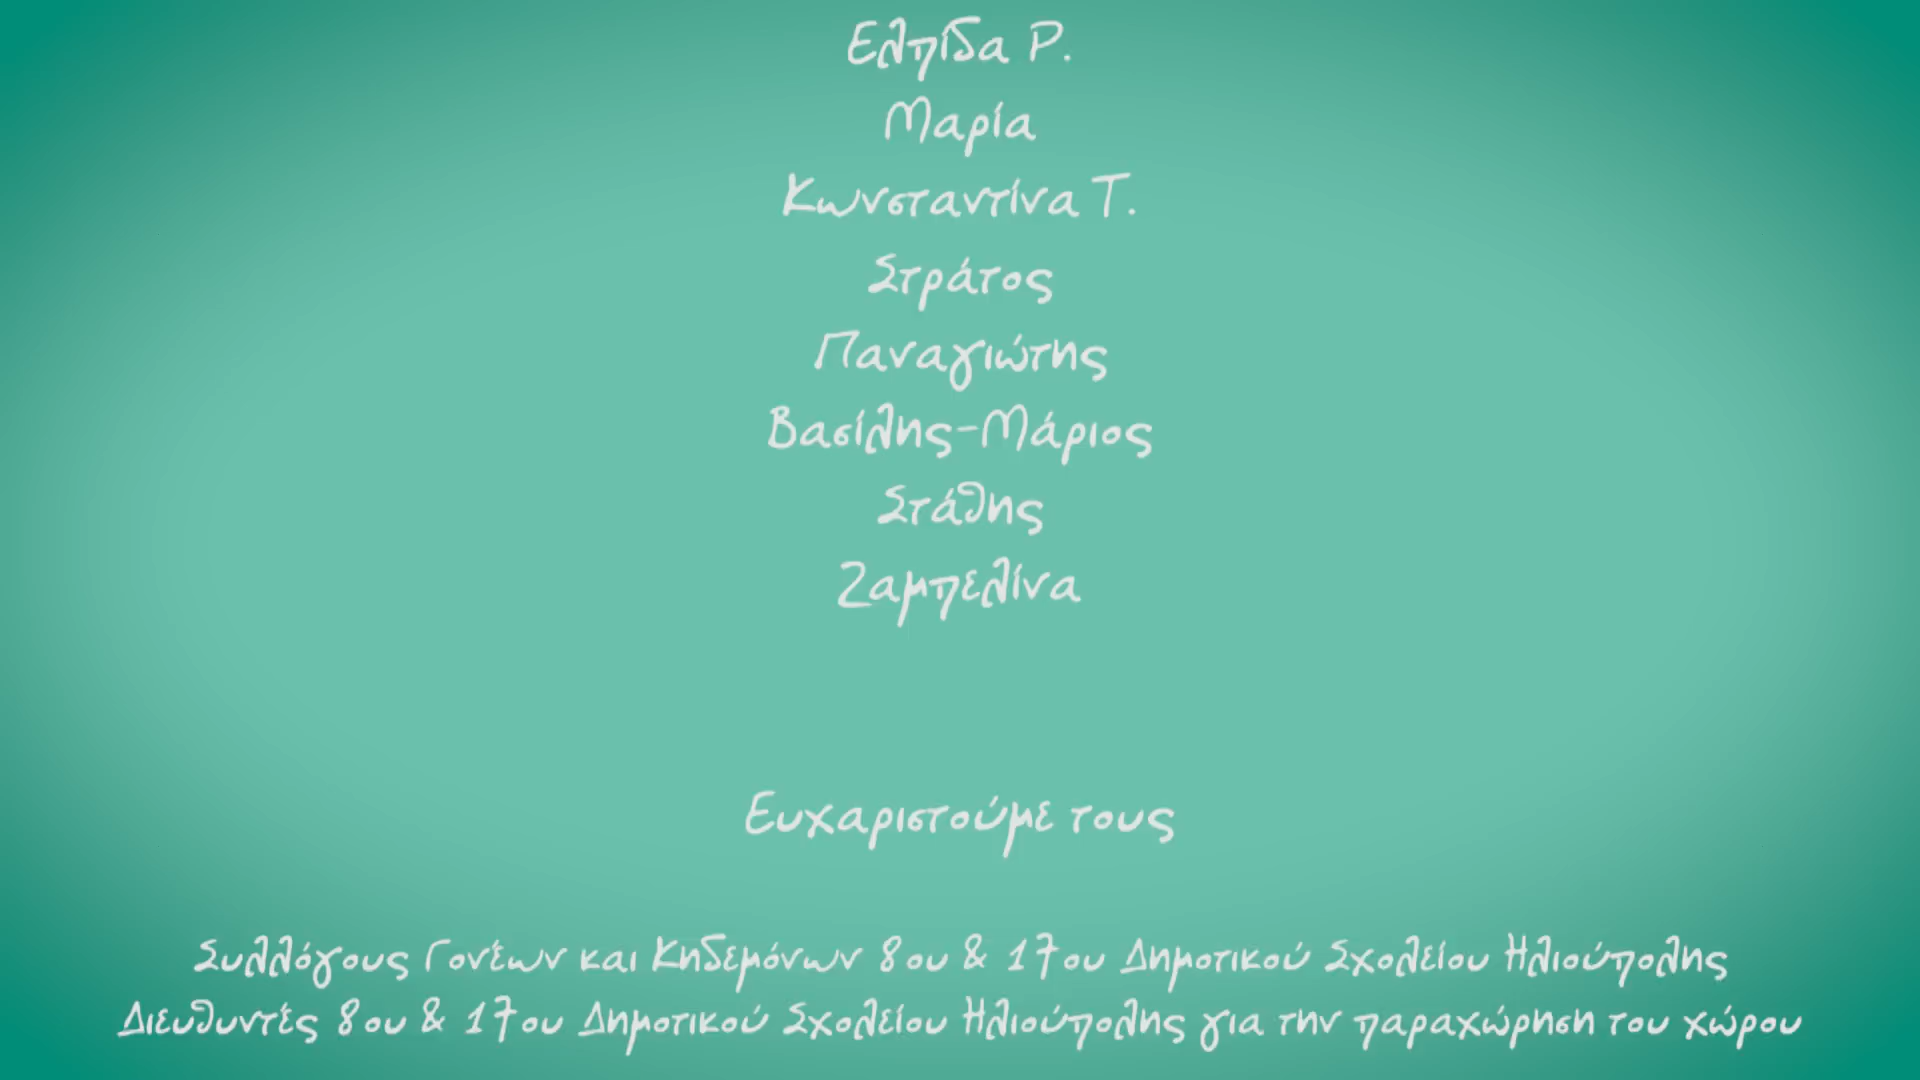 Ελπίδα Ρ.
Μαρία
Κωνσταντίνα Τ.
Στράτος
Παναγιώτης
Βασίλης-Μάριος
Στάθης
Ζαμπελίνα
Ευχαριστούμε τους
Συλλόγους Γονέων και Κηδεμόνων 8ου & 17ου Δημοτικού Σχολείου Ηλιούπολης
Διευθυντές 8ου & 17ου Δημοτικού Σχολείου Ηλιούπολης για την παραχώρηση του χώρου